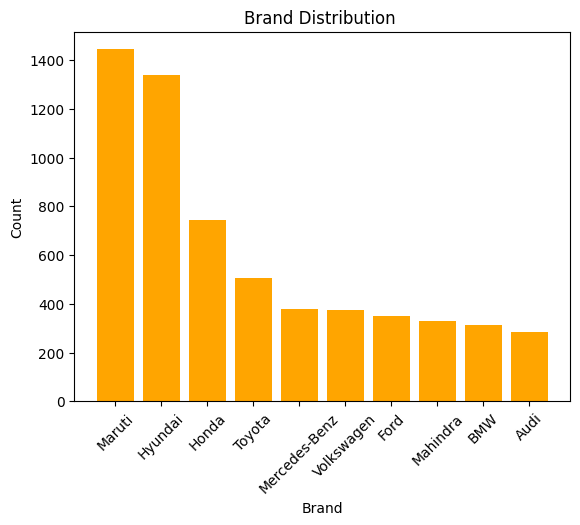 Brand Distribution
1400
1200
1000
800
600
400
200
0
Count
Maruti
Hyundai
Honda
Toyota
Mercedes-Benz
Volkswagen
Ford
Mahindra
BMW
Audi
Brand